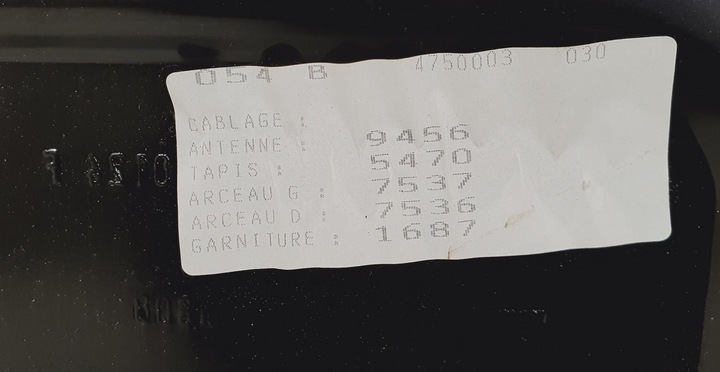 054 B 4750003 030
CABLAGE :
ANTENNE : 9456
TAPIS : 5470
ARCEAU G : 7537
ARCEAU D : 7536
GARNITURE : 1687